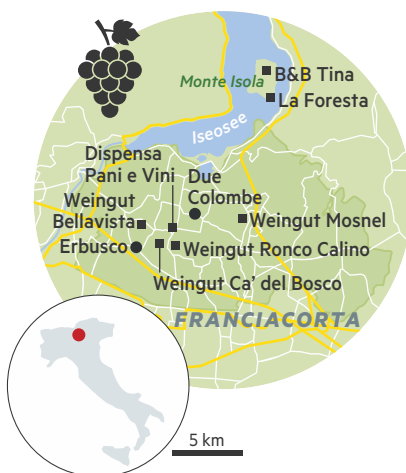 B&B Tina
Monte Isola
La Foresta
Iseosee
Dispensa
Pani e Vini
Due
Colombe
Weingut
Bellavista
Weingut Mosnel
Erbusco
Weingut Ronco Calino
Weingut Ca' del Bosco
FRANCIACORTA
5 km